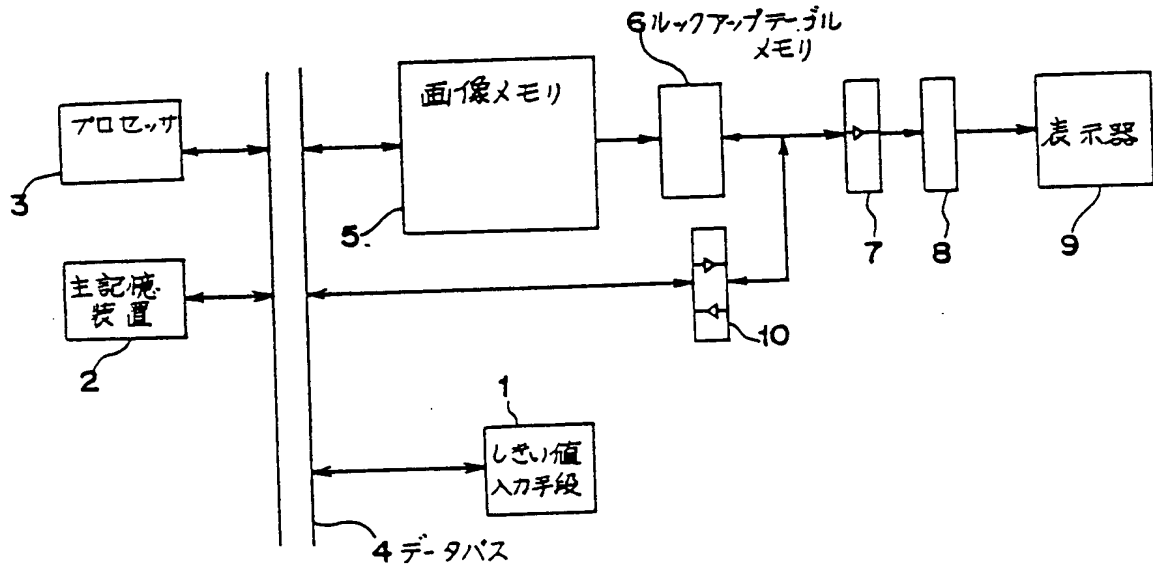 6 ルックアップテーブル
メモリ
画像メモリ
プロセッサ
表示器
3
5.
7
8
9
主記憶
装置
10
2
1
しきい値
入力手段
4 データバス